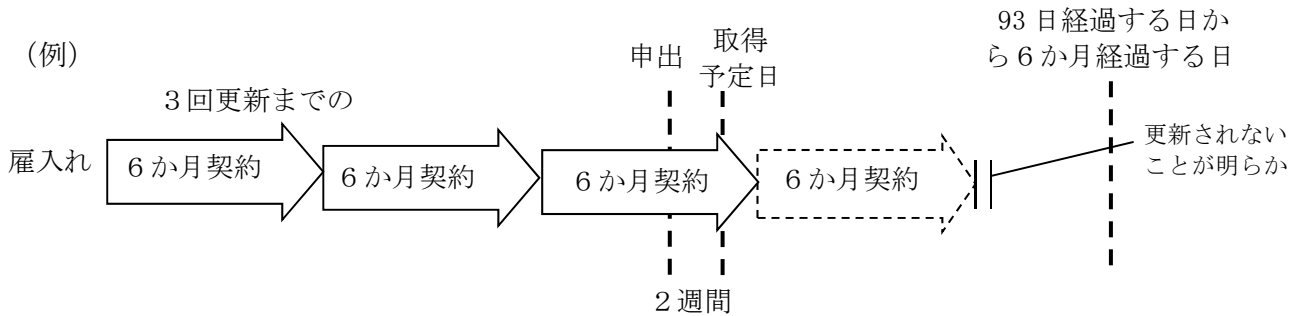 (例)
3回更新までの
雇入れ
6か月契約
6か月契約
6か月契約
6か月契約
申出
取得
予定日
2週間
93日経過する日か
ら6か月経過する日
更新されない
ことが明らか